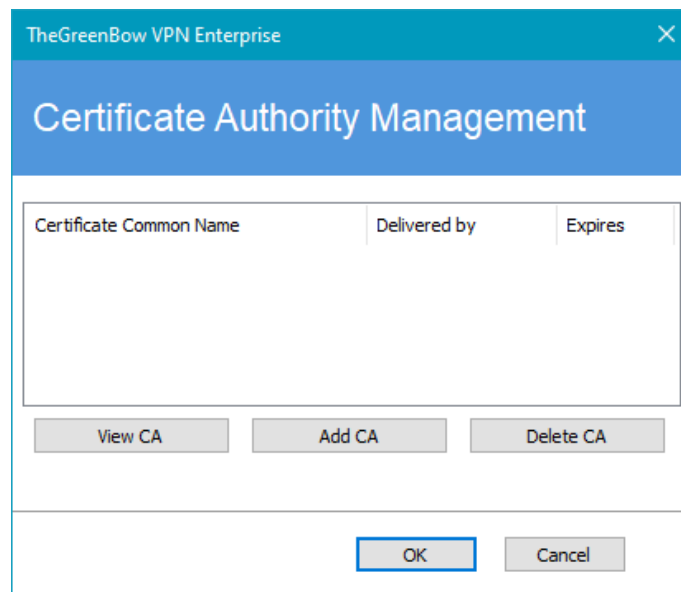 TheGreenBow VPN Enterprise
Certificate Authority Management
Certificate Common Name Delivered by Expires
View CA Add CA Delete CA
OK Cancel